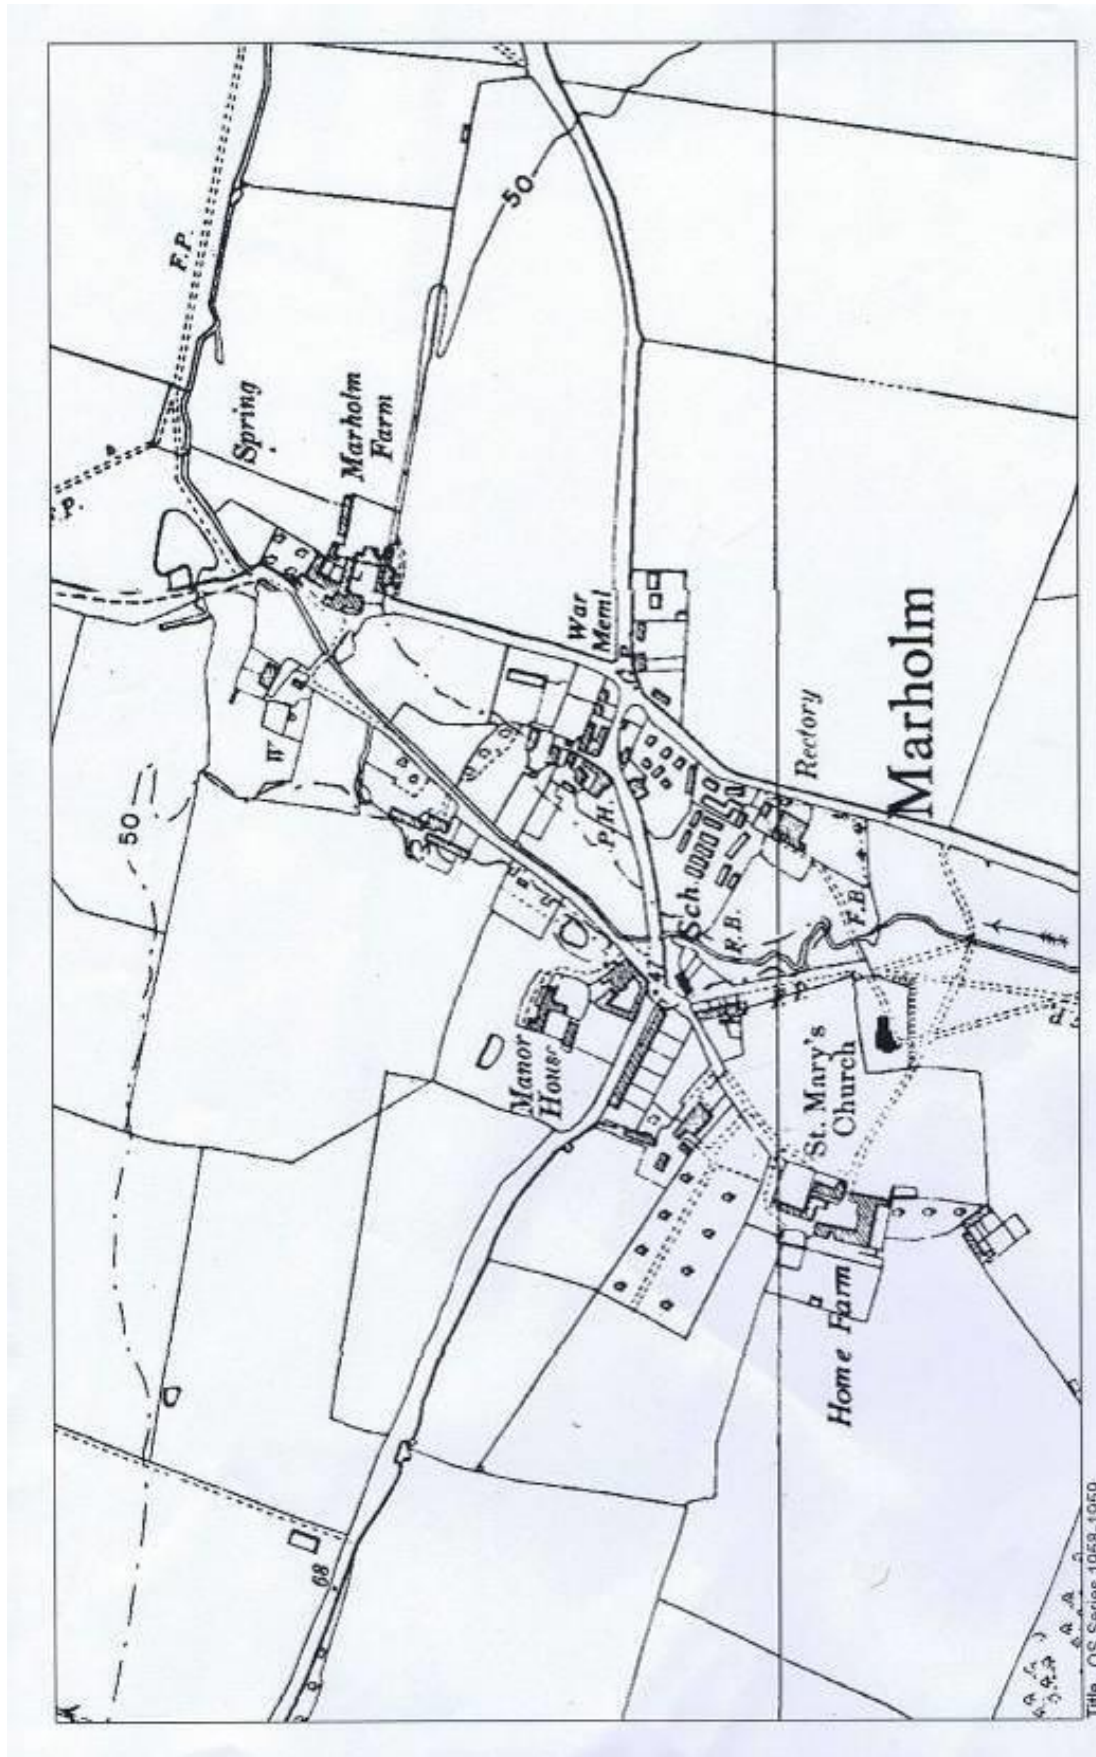 F.P.
P.
50
Spring
Marholm
Farm
War
Meml
50
W
P.H.
Sch.
F.B.
F.B.
Rectory
Marholm
Manor
House
St. Mary's
Church
Home Farm
68
Title OS Series 1958-1959